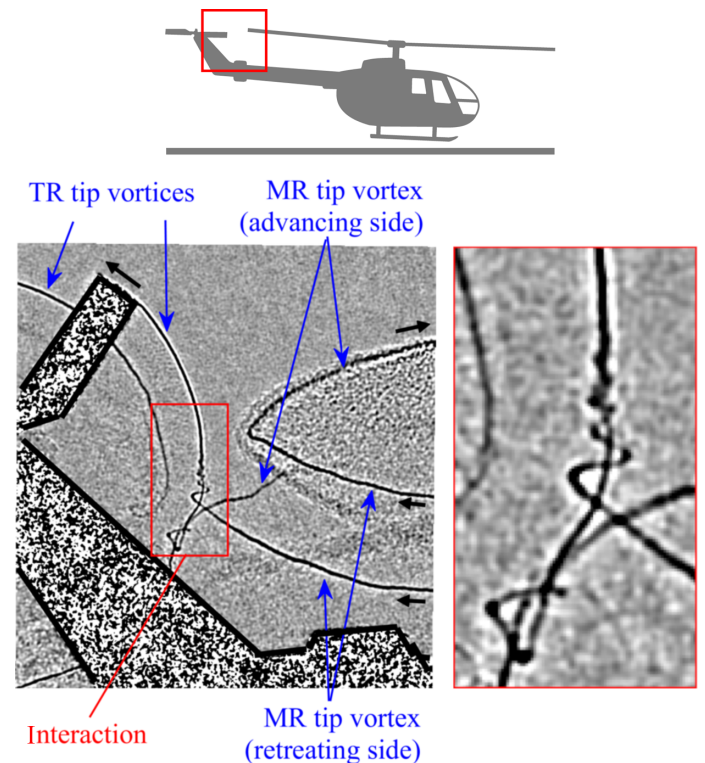 TR tip vortices
MR tip vortex
(advancing side)
Interaction
MR tip vortex
(retreating side)